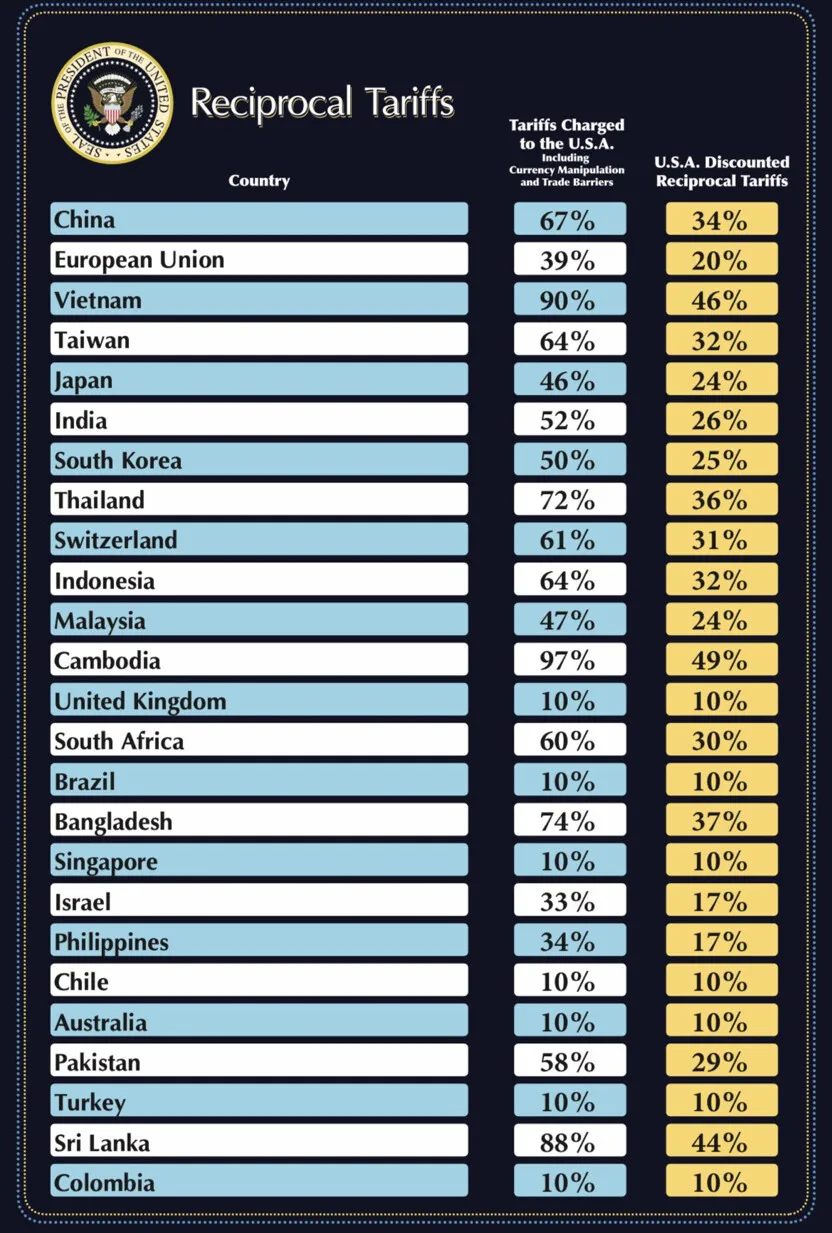 SEAL OF THE PRESIDENT OF THE UNITED STATES
Reciprocal Tariffs
Country
Tariffs Charged
to the U.S.A.
Including
Currency Manipulation
and Trade Barriers
U.S.A. Discounted
Reciprocal Tariffs
China 67% 34%
European Union 39% 20%
Vietnam 90% 46%
Taiwan 64% 32%
Japan 46% 24%
India 52% 26%
South Korea 50% 25%
Thailand 72% 36%
Switzerland 61% 31%
Indonesia 64% 32%
Malaysia 47% 24%
Cambodia 97% 49%
United Kingdom 10% 10%
South Africa 60% 30%
Brazil 10% 10%
Bangladesh 74% 37%
Singapore 10% 10%
Israel 33% 17%
Philippines 34% 17%
Chile 10% 10%
Australia 10% 10%
Pakistan 58% 29%
Turkey 10% 10%
Sri Lanka 88% 44%
Colombia 10% 10%